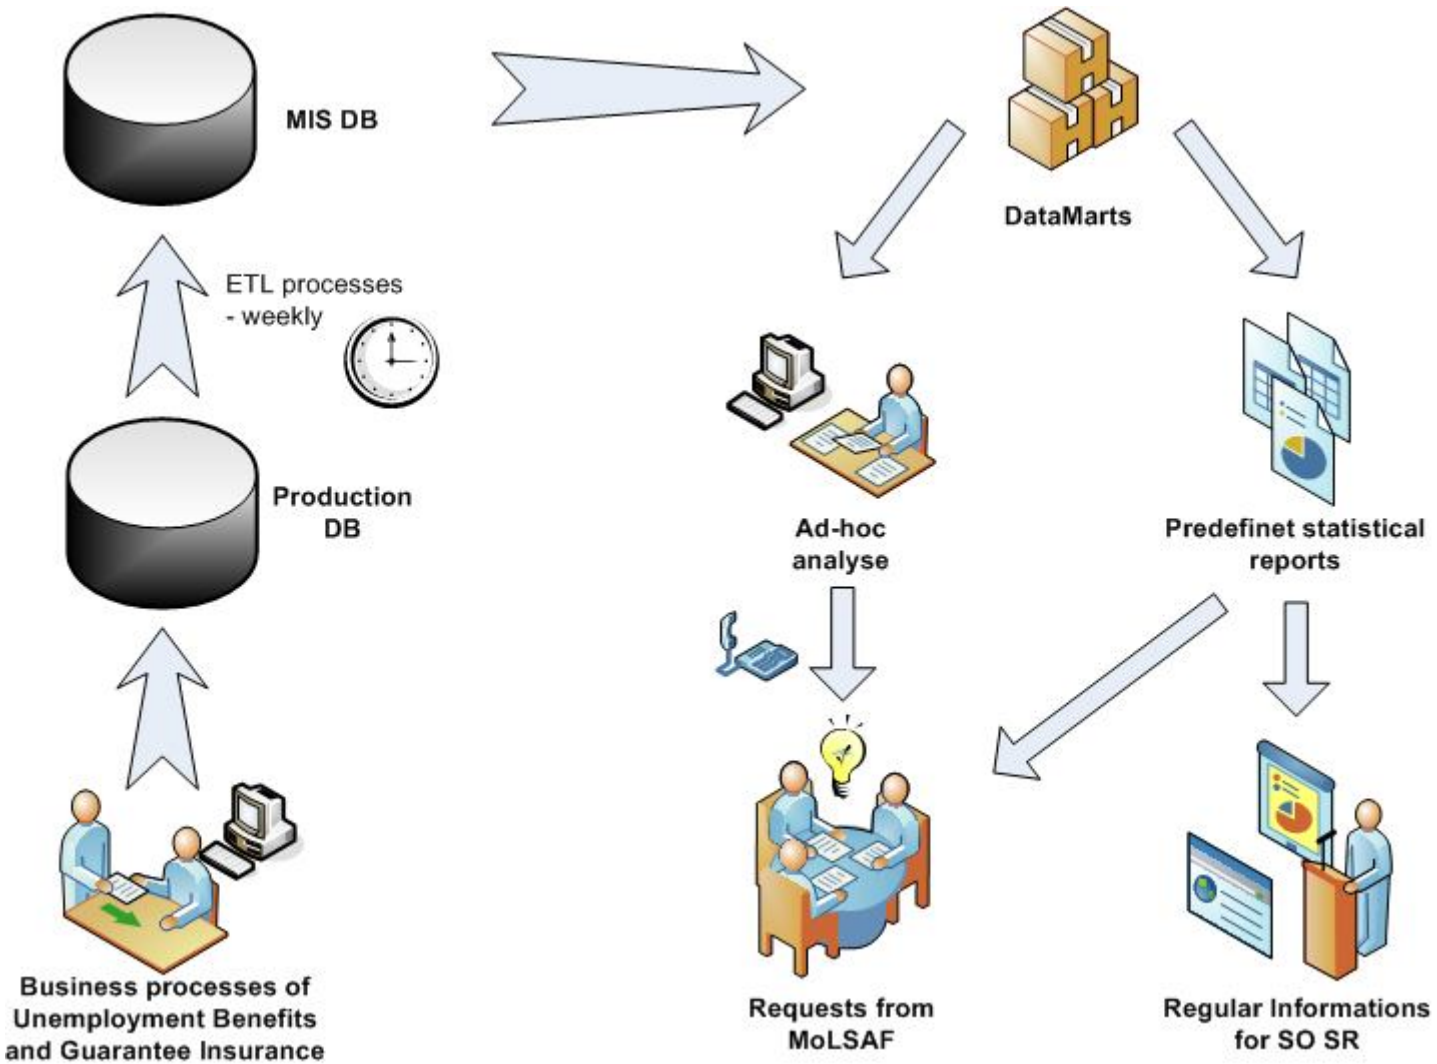 MIS DB
DataMarts
ETL processes
- weekly
Production
DB
Ad-hoc
analyse
Predefinet statistical
reports
Business processes of
Unemployment Benefits
and Guarantee Insurance
Requests from
MoLSAF
Regular Informations
for SO SR